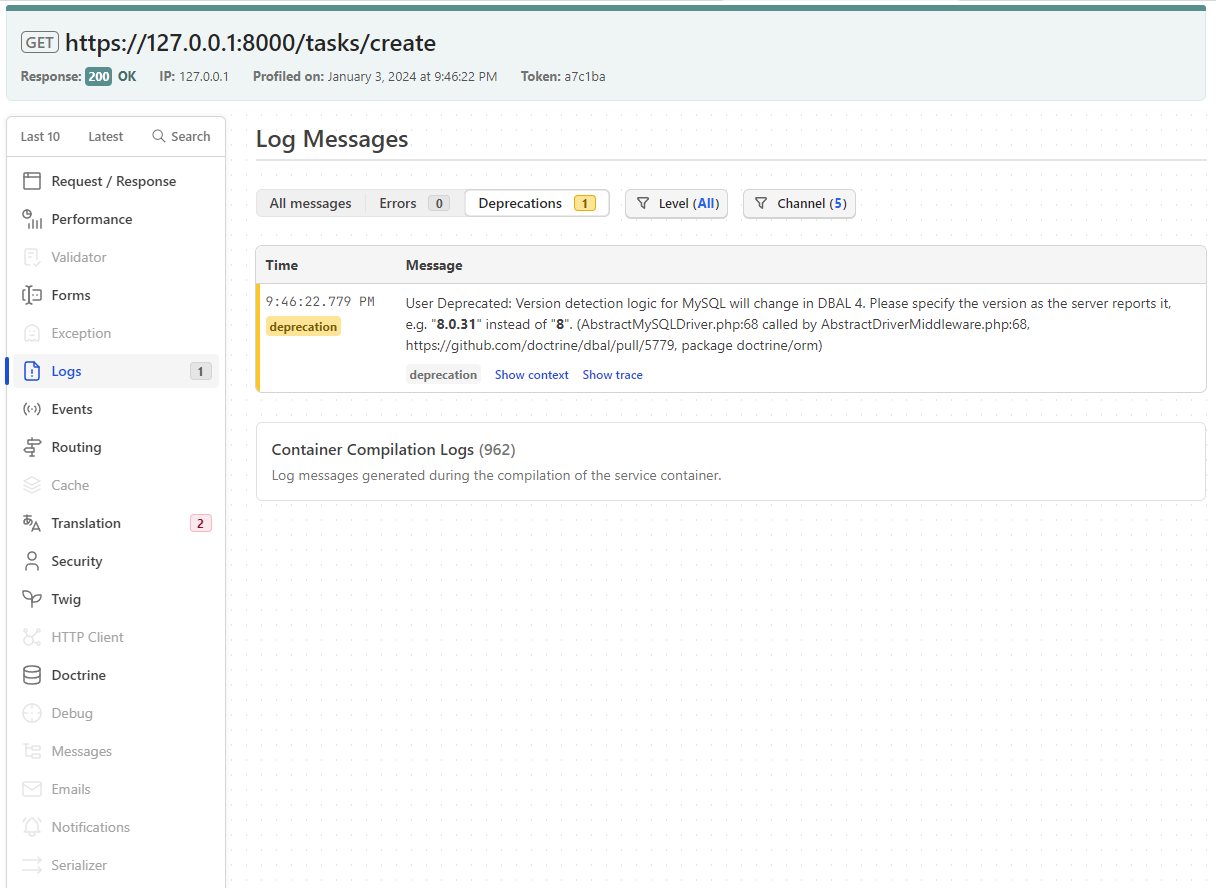 GET https://127.0.0.1:8000/tasks/create
Response: 200 OK IP: 127.0.0.1 Profiled on: January 3, 2024 at 9:46:22 PM Token: a7c1ba
Last 10 Latest Search
Request / Response
Performance
Validator
Forms
Exception
Logs 1
Events
Routing
Cache
Translation 2
Security
Twig
HTTP Client
Doctrine
Debug
Messages
Emails
Notifications
Serializer
Log Messages
All messages Errors 0 Deprecations 1 Level (All) Channel (5)
Time Message
9:46:22.779 PM
deprecation
User Deprecated: Version detection logic for MySQL will change in DBAL 4. Please specify the version as the server reports it,
e.g. "8.0.31" instead of "8". (AbstractMySQLDriver.php:68 called by AbstractDriverMiddleware.php:68,
https://github.com/doctrine/dbal/pull/5779, package doctrine/orm)
deprecation Show context Show trace
Container Compilation Logs (962)
Log messages generated during the compilation of the service container.